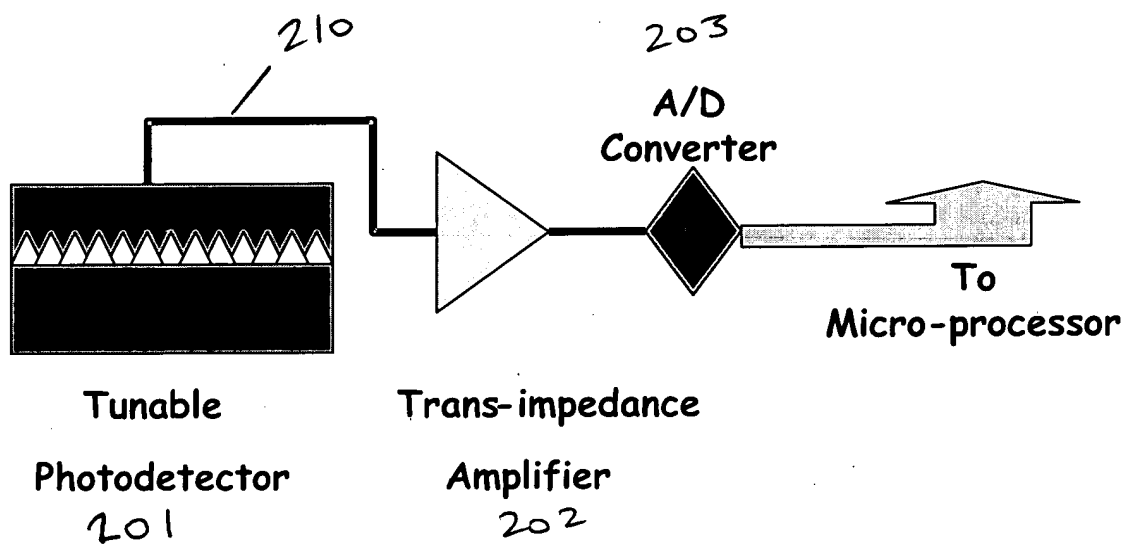 210
203
A/D
Converter
To
Micro-processor
Tunable
Photodetector
201
Trans-impedance
Amplifier
202